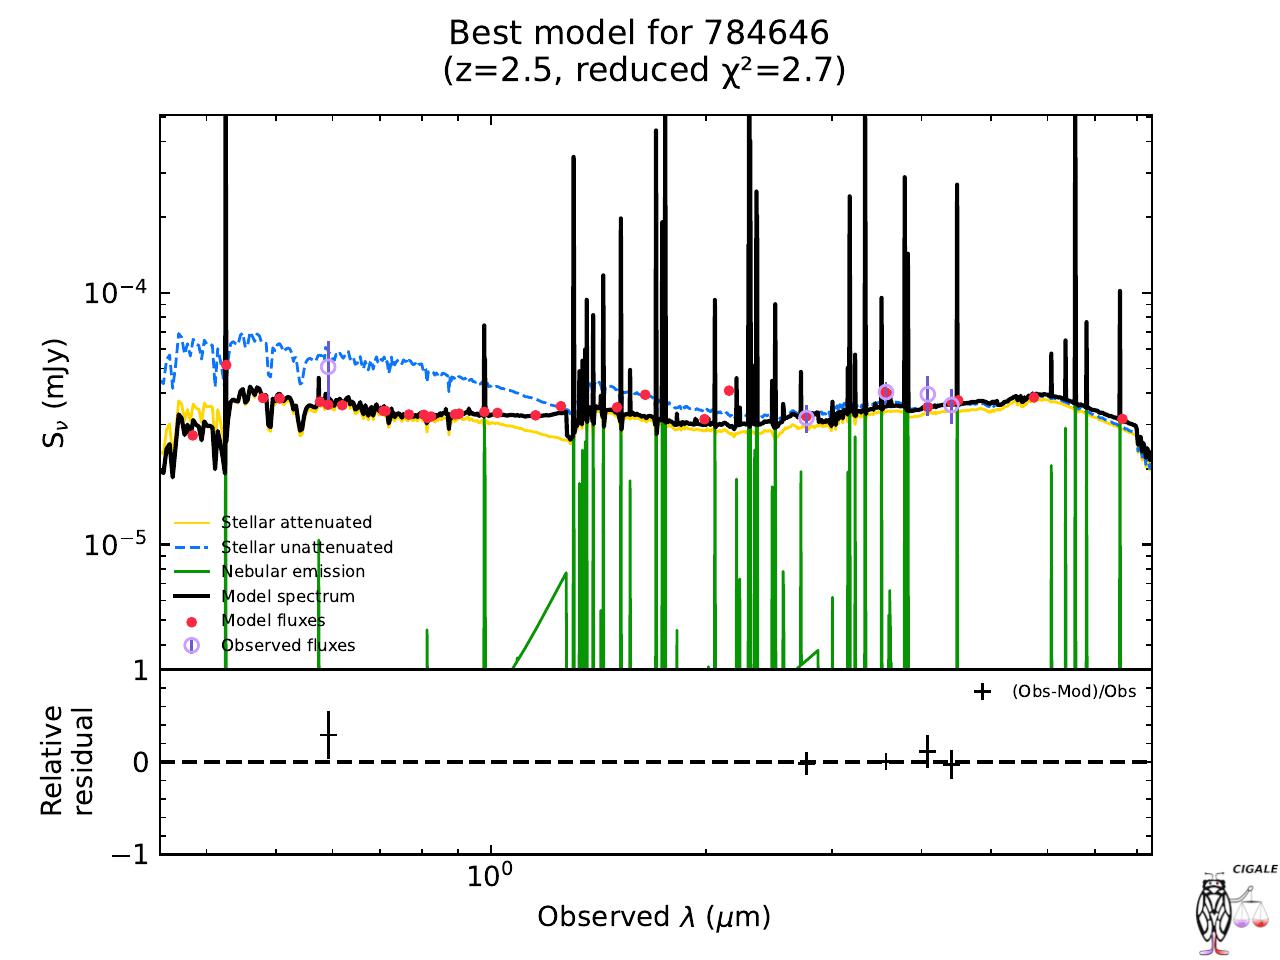 Best model for 784646
(z=2.5, reduced χ²=2.7)
S𝜈 (mJy)
10⁻⁴
10⁻⁵
Stellar attenuated
Stellar unattenuated
Nebular emission
Model spectrum
Model fluxes
Observed fluxes
Relative
residual
1
0
−1
(Obs-Mod)/Obs
10⁰
Observed λ (μm)
CIGALE